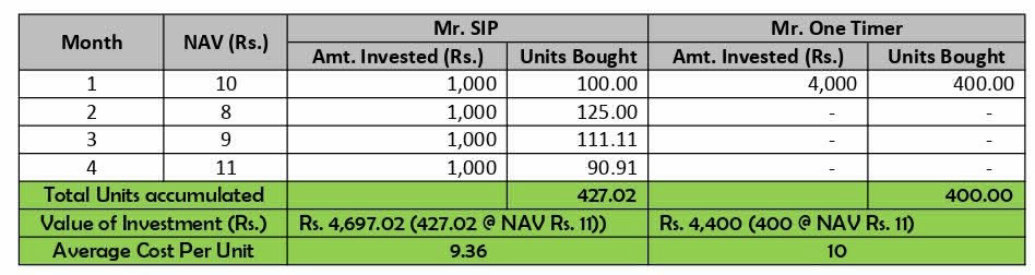 Month NAV (Rs.) Mr. SIP Mr. One Timer
Amt. Invested (Rs.) Units Bought Amt. Invested (Rs.) Units Bought
1 10 1,000 100.00 4,000 400.00
2 8 1,000 125.00 - -
3 9 1,000 111.11 - -
4 11 1,000 90.91 - -
Total Units accumulated 427.02 400.00
Value of Investment (Rs.) Rs. 4,697.02 (427.02 @ NAV Rs. 11)) Rs. 4,400 (400 @ NAV Rs. 11)
Average Cost Per Unit 9.36 10